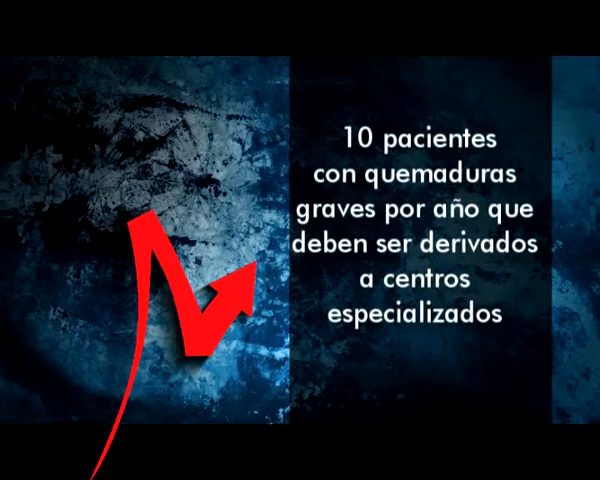 10 pacientes
con quemaduras
graves por año que
deben ser derivados
a centros
especializados